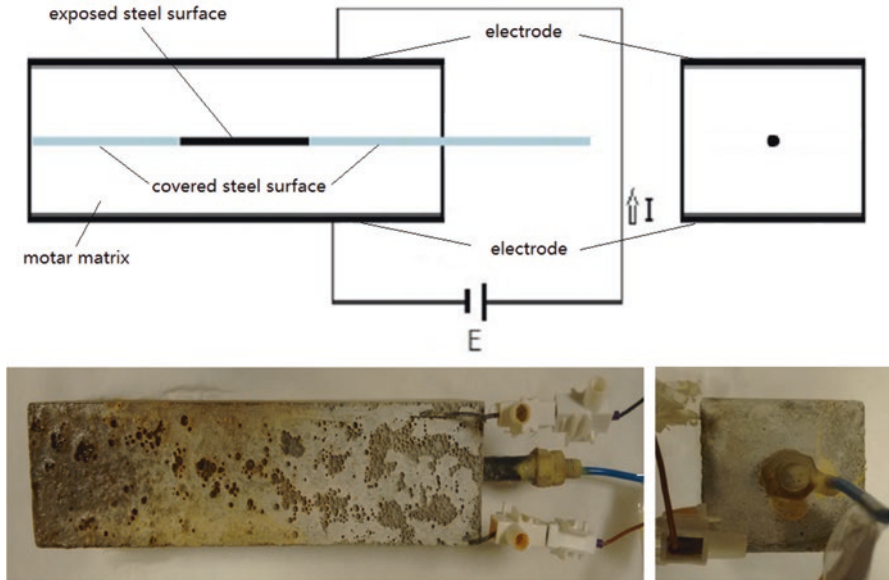 exposed steel surface
electrode
covered steel surface
I
motar matrix
electrode
E